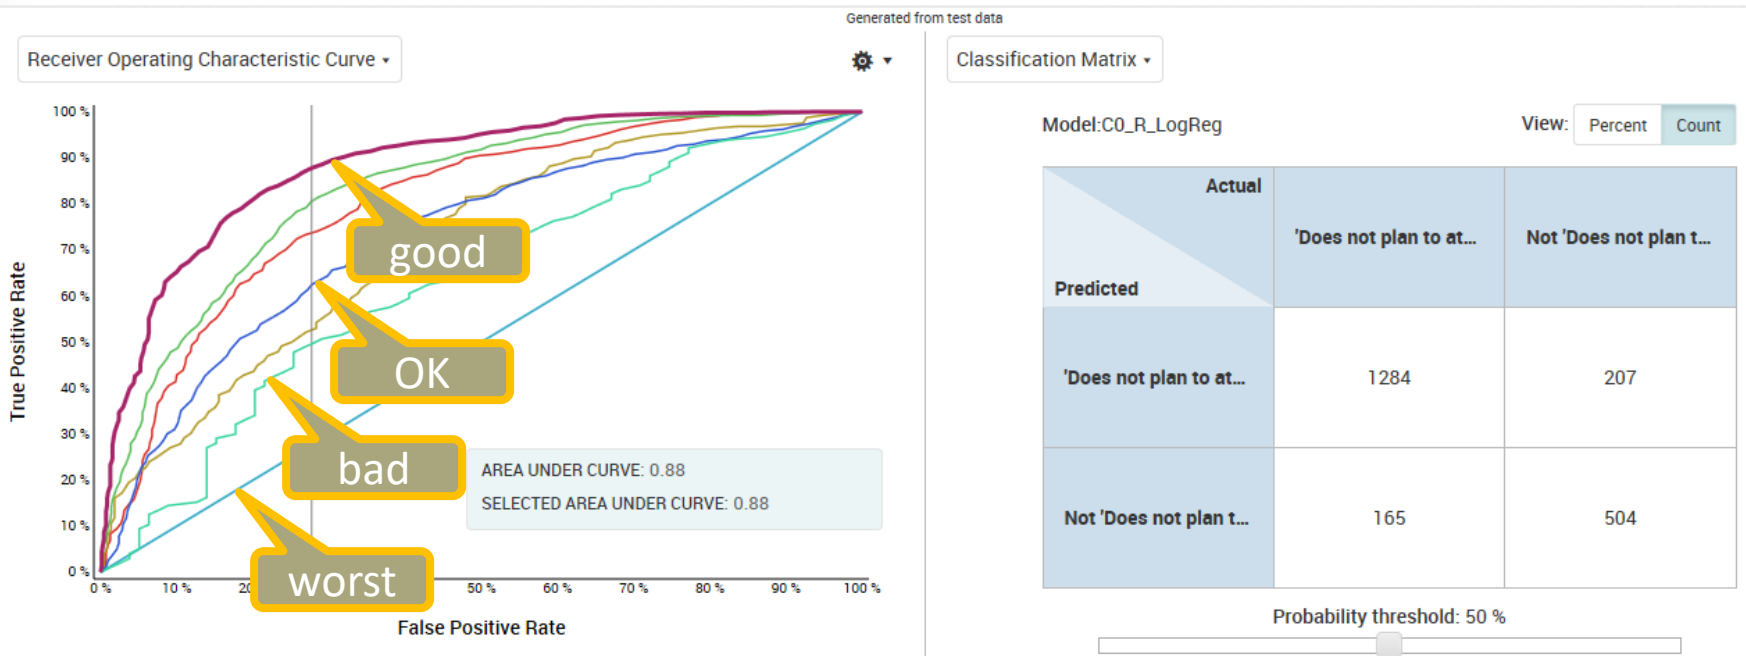 Generated from test data
Receiver Operating Characteristic Curve
Classification Matrix
Model:C0_R_LogReg
View: Percent Count
True Positive Rate
100 %
90 %
80 %
70 %
60 %
50 %
40 %
30 %
20 %
10 %
0 %
good
OK
bad
worst
AREA UNDER CURVE: 0.88
SELECTED AREA UNDER CURVE: 0.88
0 % 10 % 20 50 % 60 % 70 % 80 % 90 % 100 %
False Positive Rate
Actual
Predicted
'Does not plan to at... Not 'Does not plan t...
'Does not plan to at... 1284 207
Not 'Does not plan t... 165 504
Probability threshold: 50 %